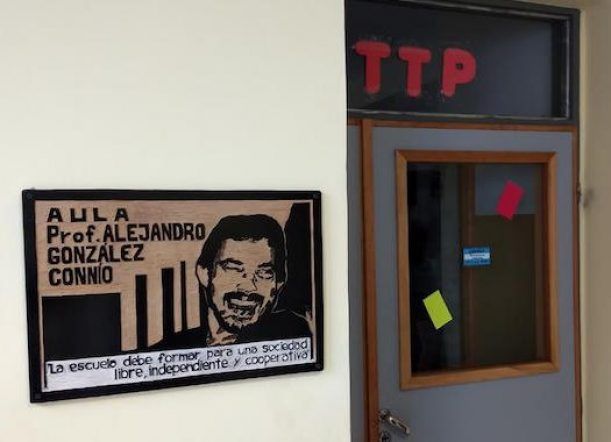 TTP
AULA
Prof. ALEJANDRO
GONZÁLEZ
CONNÍO
"La escuela debe formar para una sociedad
libre, independiente y cooperativa"